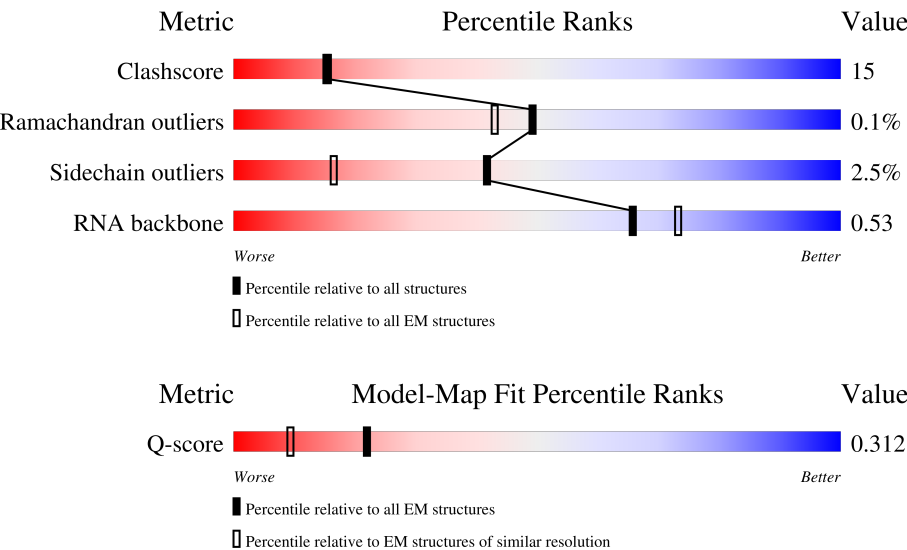 Metric Percentile Ranks Value
Clashscore 15
Ramachandran outliers 0.1%
Sidechain outliers 2.5%
RNA backbone 0.53
Worse Better
Percentile relative to all structures
Percentile relative to all EM structures
Metric Model-Map Fit Percentile Ranks Value
Q-score 0.312
Worse Better
Percentile relative to all EM structures
Percentile relative to EM structures of similar resolution